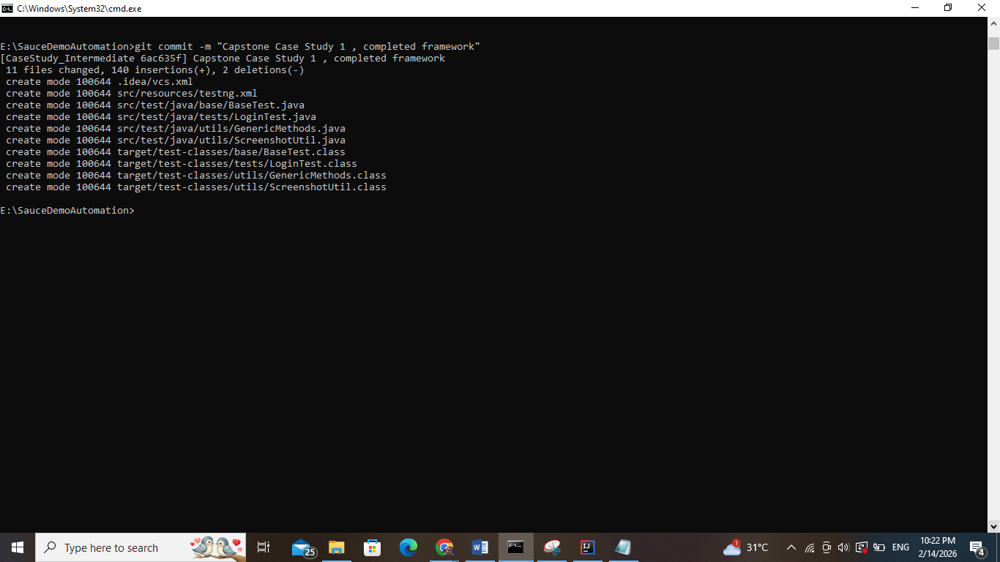 C:\Windows\System32\cmd.exe
E:\SauceDemoAutomation>git commit -m "Capstone Case Study 1 , completed framework"
[CaseStudy_Intermediate 6ac635f] Capstone Case Study 1 , completed framework
 11 files changed, 140 insertions(+), 2 deletions(-)
 create mode 100644 .idea/vcs.xml
 create mode 100644 src/resources/testng.xml
 create mode 100644 src/test/java/base/BaseTest.java
 create mode 100644 src/test/java/tests/LoginTest.java
 create mode 100644 src/test/java/utils/GenericMethods.java
 create mode 100644 src/test/java/utils/ScreenshotUtil.java
 create mode 100644 target/test-classes/base/BaseTest.class
 create mode 100644 target/test-classes/tests/LoginTest.class
 create mode 100644 target/test-classes/utils/GenericMethods.class
 create mode 100644 target/test-classes/utils/ScreenshotUtil.class
E:\SauceDemoAutomation>
Type here to search
25
1
31°C
ENG
10:22 PM
2/14/2026
4